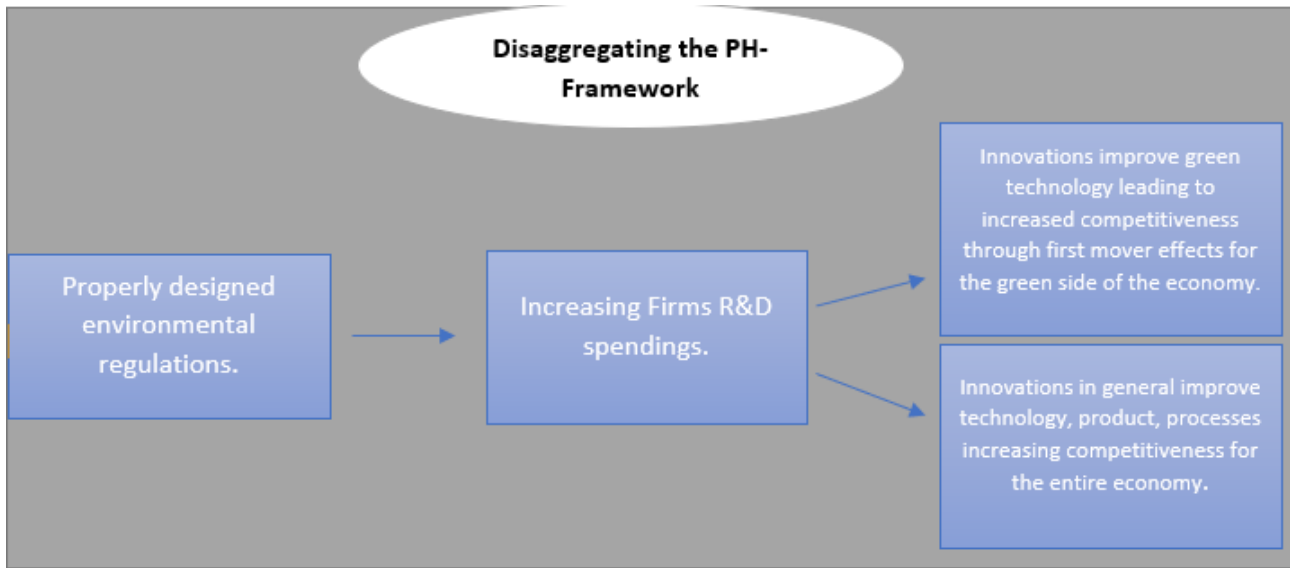 Disaggregating the PH-
Framework
Properly designed
environmental
regulations.
Increasing Firms R&D
spendings.
Innovations improve green
technology leading to
increased competitiveness
through first mover effects for
the green side of the economy.
Innovations in general improve
technology, product, processes
increasing competitiveness for
the entire economy.